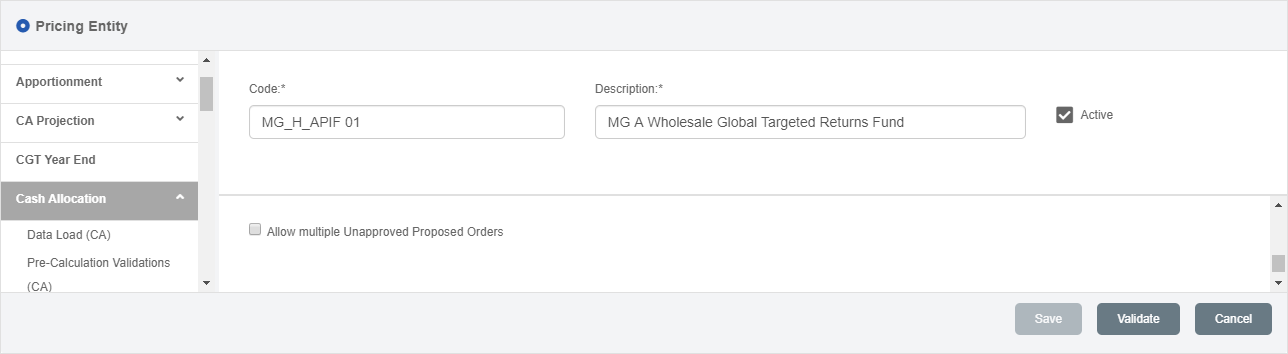 Pricing Entity
Apportionment
CA Projection
CGT Year End
Cash Allocation
Data Load (CA)
Pre-Calculation Validations
(CA)
Code:*
Description:*
MG_H_APIF 01
MG A Wholesale Global Targeted Returns Fund
Active
Allow multiple Unapproved Proposed Orders
Save
Validate
Cancel